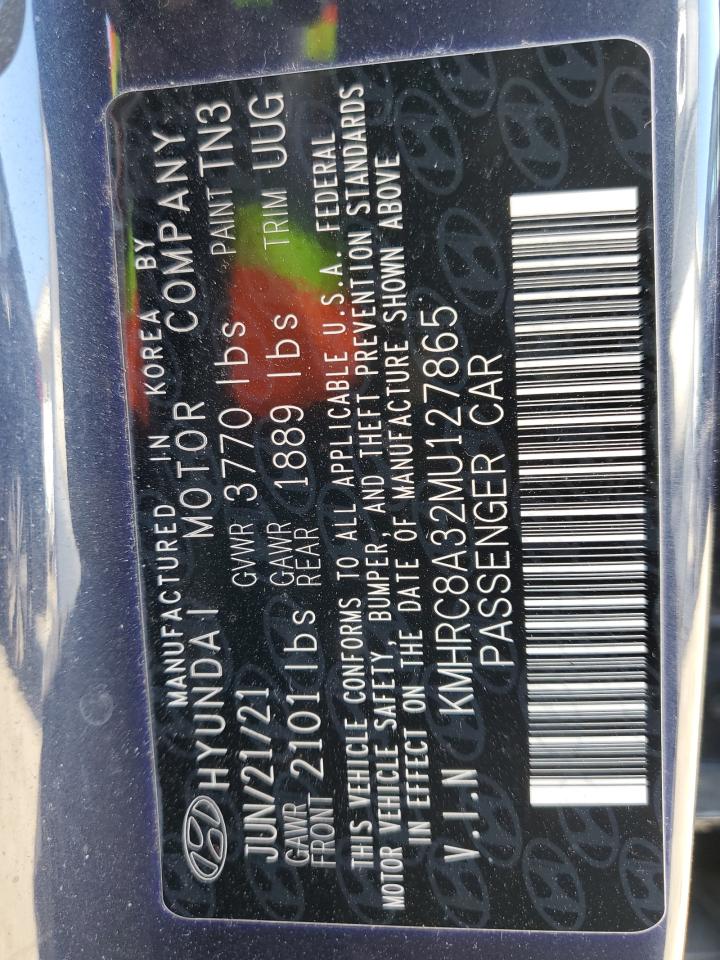 MANUFACTURED IN KOREA BY
HYUNDAI MOTOR COMPANY
JUN/21/21 GVWR 3770 lbs PAINT TN3
GAWR FRONT 2101 lbs GAWR REAR 1889 lbs TRIM UUG
THIS VEHICLE CONFORMS TO ALL APPLICABLE U.S.A. FEDERAL
MOTOR VEHICLE SAFETY, BUMPER, AND THEFT PREVENTION STANDARDS
IN EFFECT ON THE DATE OF MANUFACTURE SHOWN ABOVE
V.I.N KMHRC8A32MU127865
PASSENGER CAR